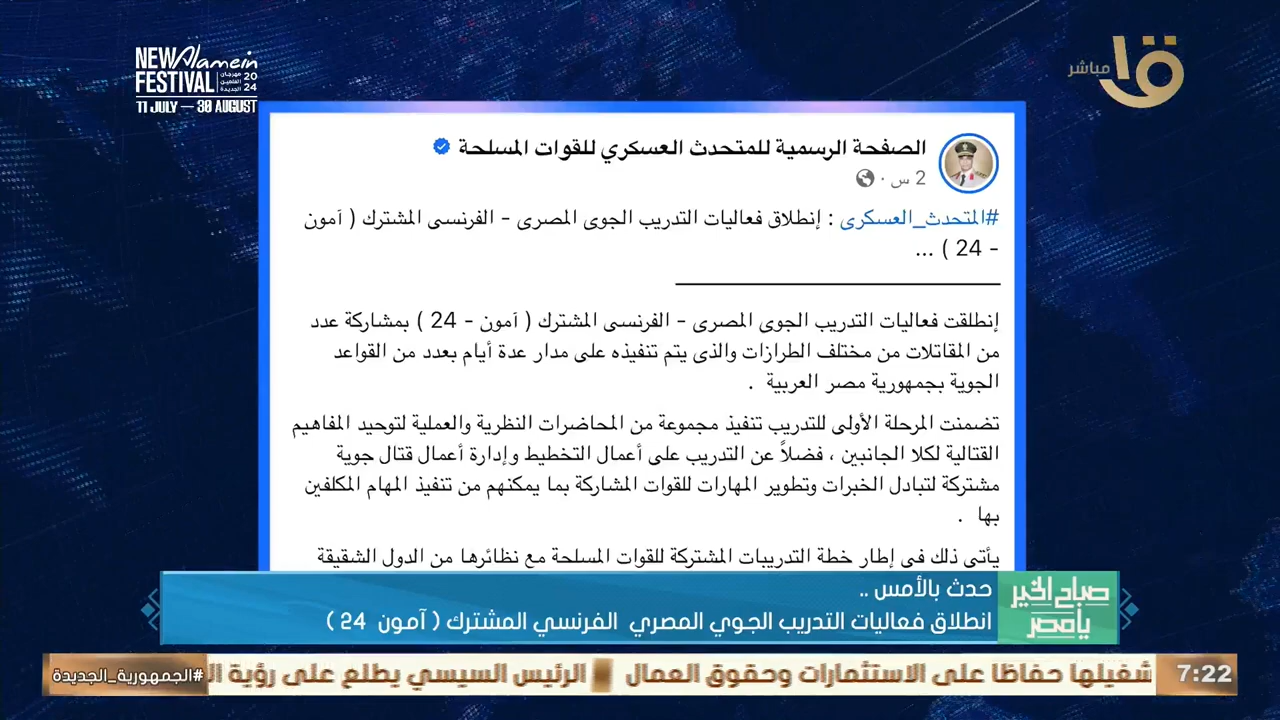 NEW Alamein
FESTIVAL
مهرجان
العلمين
الجديدة
2024
11 JULY — 30 AUGUST
مباشر
الصفحة الرسمية للمتحدث العسكري للقوات المسلحة
2 س ·
#المتحدث_العسكرى : إنطلاق فعاليات التدريب الجوى المصرى – الفرنسى المشترك ( آمون
- 24 ) ...
إنطلقت فعاليات التدريب الجوى المصرى – الفرنسى المشترك ( آمون - 24 ) بمشاركة عدد
من المقاتلات من مختلف الطرازات والذى يتم تنفيذه على مدار عدة أيام بعدد من القواعد
الجوية بجمهورية مصر العربية .
تضمنت المرحلة الأولى للتدريب تنفيذ مجموعة من المحاضرات النظرية والعملية لتوحيد المفاهيم
القتالية لكلا الجانبين ، فضلاً عن التدريب على أعمال التخطيط وإدارة أعمال قتال جوية
مشتركة لتبادل الخبرات وتطوير المهارات للقوات المشاركة بما يمكنهم من تنفيذ المهام المكلفين
بها .
يأتى ذلك فى إطار خطة التدريبات المشتركة للقوات المسلحة مع نظائرها من الدول الشقيقة
صباح الخير
يا مصر
حدث بالأمس ..
انطلاق فعاليات التدريب الجوي المصري الفرنسي المشترك ( آمون 24 )
7:22
شغيلها حفاظًا على الاستثمارات وحقوق العمال الرئيس السيسي يطلع على رؤية ال
#الجمهورية_الجديدة